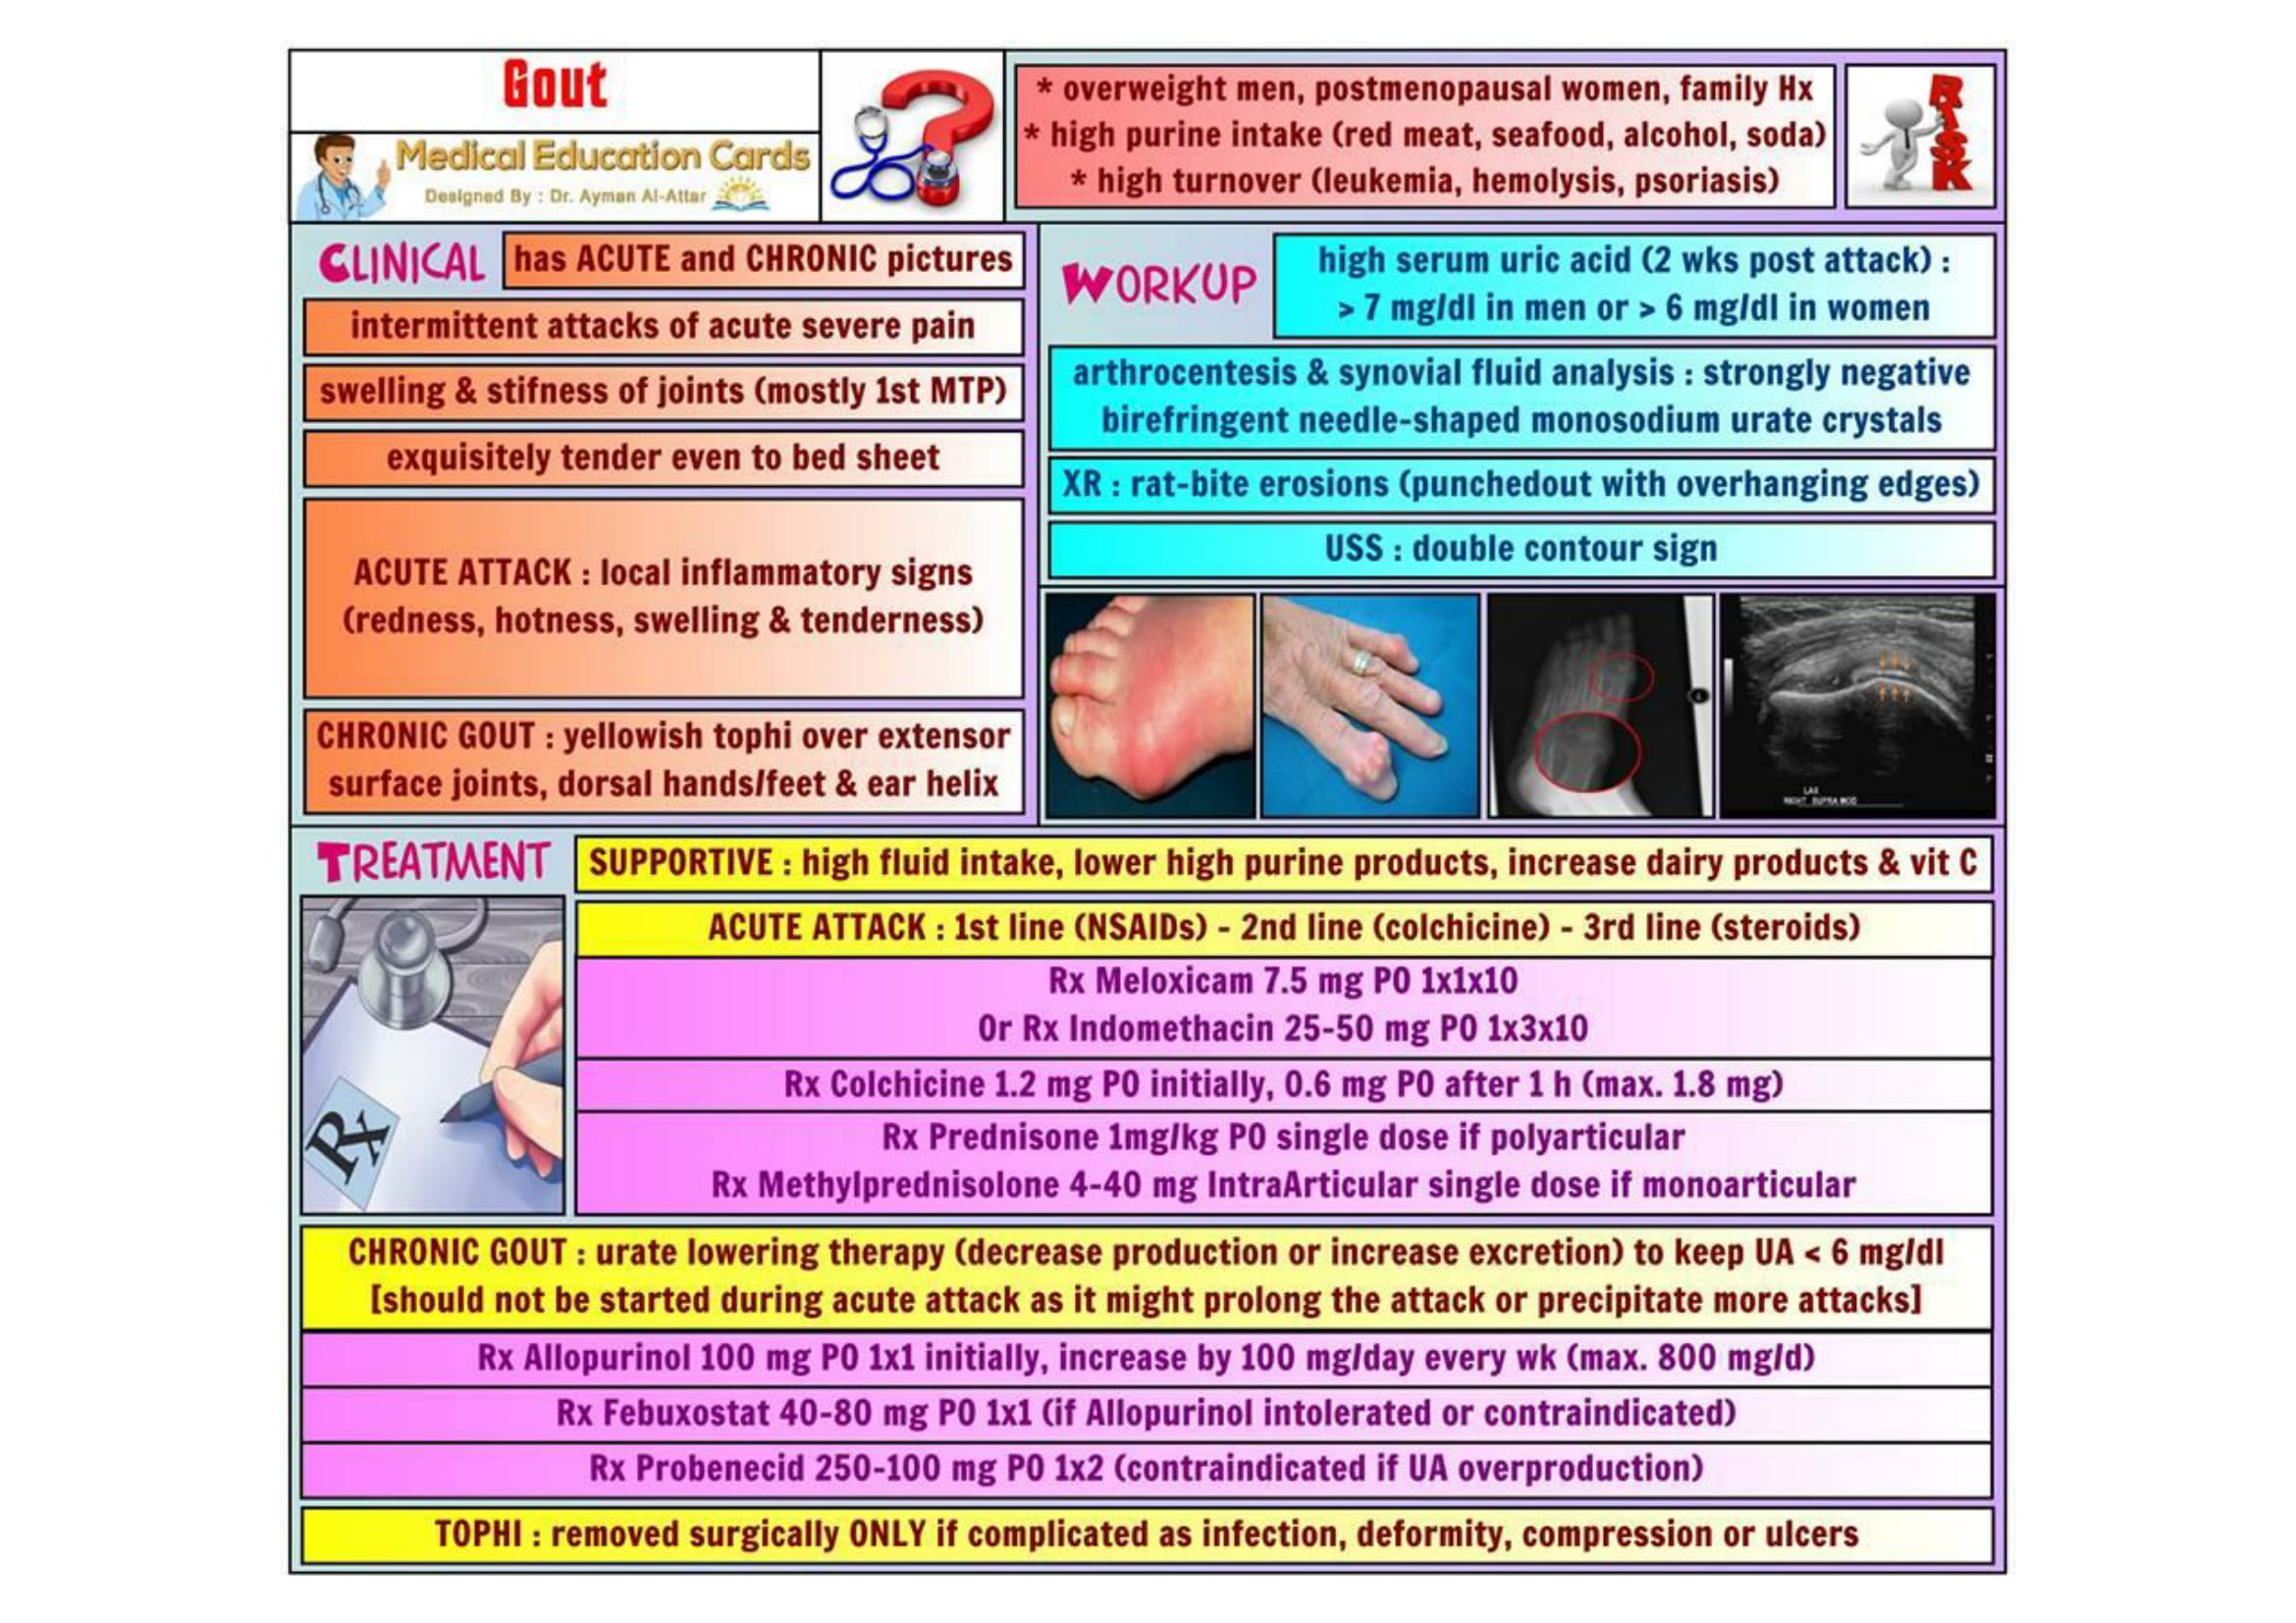 Gout
Medical Education Cards
Designed By : Dr. Ayman Al-Attar
* overweight men, postmenopausal women, family Hx
* high purine intake (red meat, seafood, alcohol, soda)
* high turnover (leukemia, hemolysis, psoriasis)
RISK
CLINICAL
has ACUTE and CHRONIC pictures
intermittent attacks of acute severe pain
swelling & stifness of joints (mostly 1st MTP)
exquisitely tender even to bed sheet
ACUTE ATTACK : local inflammatory signs
(redness, hotness, swelling & tenderness)
CHRONIC GOUT : yellowish tophi over extensor
surface joints, dorsal hands/feet & ear helix
WORKUP
high serum uric acid (2 wks post attack) :
> 7 mg/dl in men or > 6 mg/dl in women
arthrocentesis & synovial fluid analysis : strongly negative
birefringent needle-shaped monosodium urate crystals
XR : rat-bite erosions (punchedout with overhanging edges)
USS : double contour sign
LAX
RIGHT SUPRA MOD
TREATMENT
SUPPORTIVE : high fluid intake, lower high purine products, increase dairy products & vit C
ACUTE ATTACK : 1st line (NSAIDs) - 2nd line (colchicine) - 3rd line (steroids)
Rx Meloxicam 7.5 mg PO 1x1x10
Or Rx Indomethacin 25-50 mg PO 1x3x10
Rx Colchicine 1.2 mg PO initially, 0.6 mg PO after 1 h (max. 1.8 mg)
Rx Prednisone 1mg/kg PO single dose if polyarticular
Rx Methylprednisolone 4-40 mg IntraArticular single dose if monoarticular
Rx
CHRONIC GOUT : urate lowering therapy (decrease production or increase excretion) to keep UA < 6 mg/dl
[should not be started during acute attack as it might prolong the attack or precipitate more attacks]
Rx Allopurinol 100 mg PO 1x1 initially, increase by 100 mg/day every wk (max. 800 mg/d)
Rx Febuxostat 40-80 mg PO 1x1 (if Allopurinol intolerated or contraindicated)
Rx Probenecid 250-100 mg PO 1x2 (contraindicated if UA overproduction)
TOPHI : removed surgically ONLY if complicated as infection, deformity, compression or ulcers